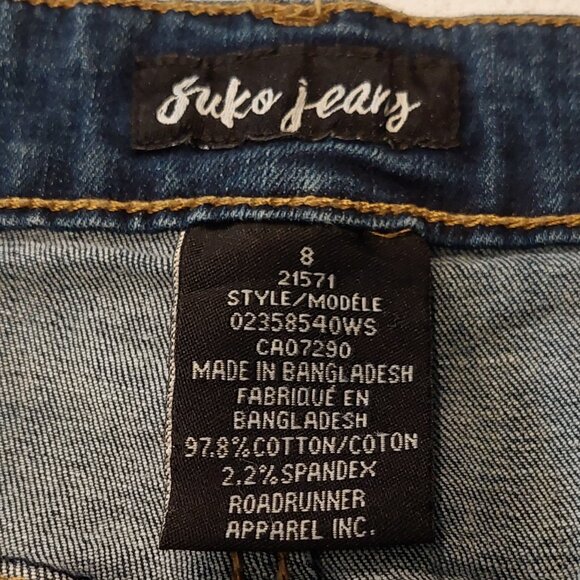 suko jeans
8
21571
STYLE/MODÉLE
02358540WS
CA07290
MADE IN BANGLADESH
FABRIQUÉ EN
BANGLADESH
97.8%COTTON/COTON
2.2%SPANDEX
ROADRUNNER
APPAREL INC.